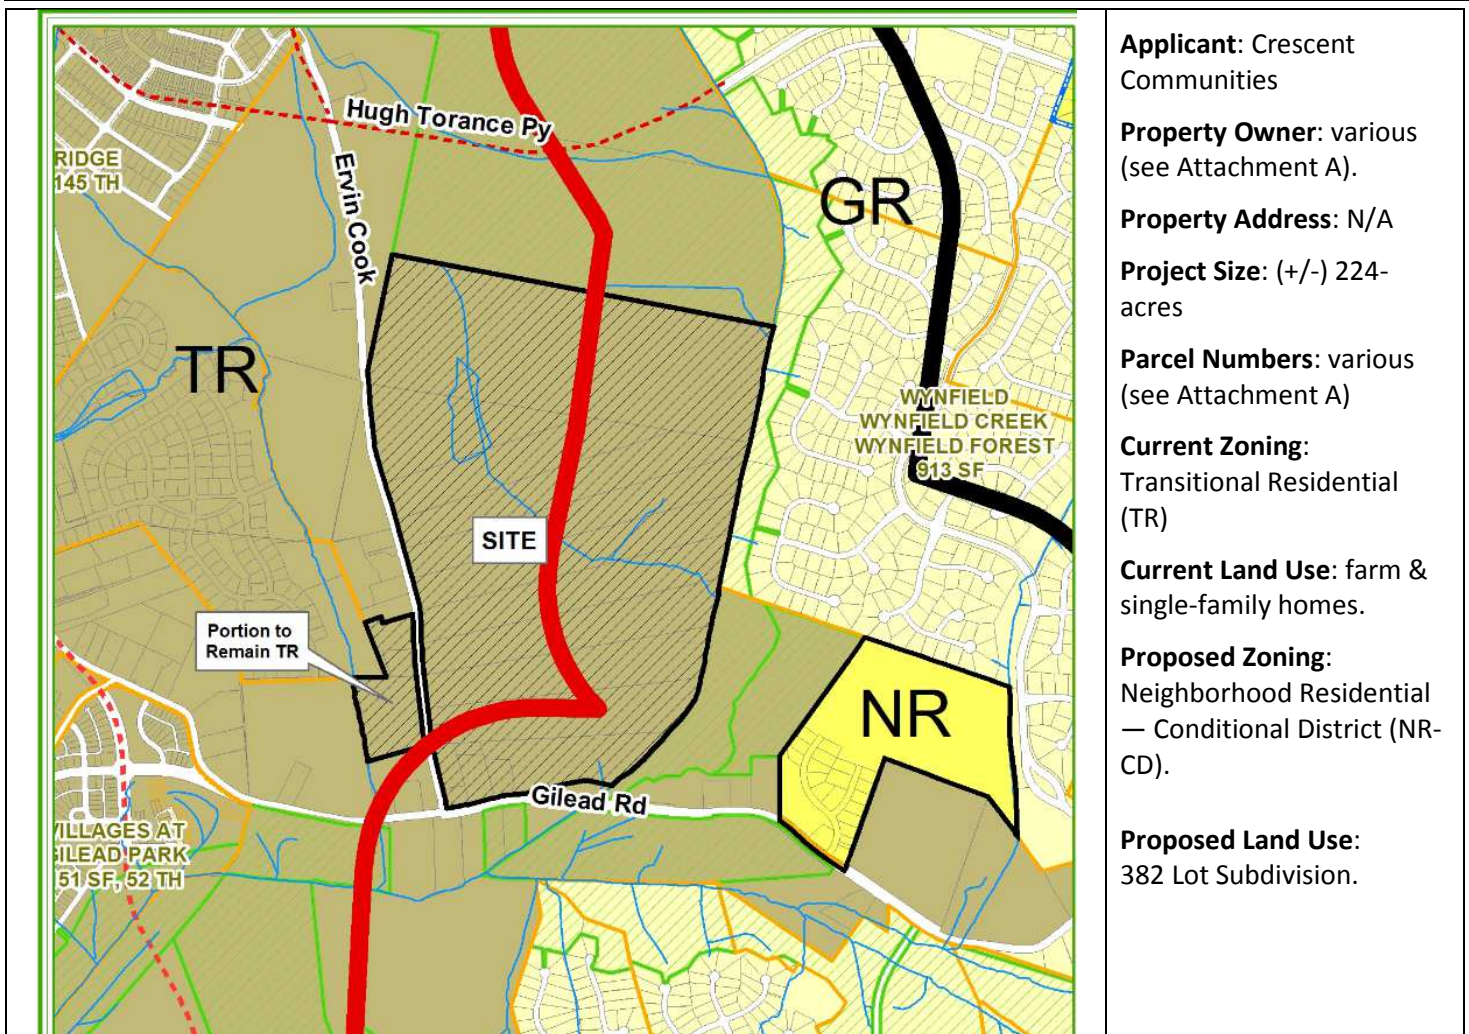 Hugh Torance Py
Ervin Cook
RIDGE
145 TH
GR
TR
WYNFIELD
WYNFIELD CREEK
WYNFIELD FOREST
913 SF
SITE
Portion to
Remain TR
NR
Gilead Rd
VILLAGES AT
GILEAD PARK
51 SF, 52 TH
Applicant: Crescent
Communities
Property Owner: various
(see Attachment A).
Property Address: N/A
Project Size: (+/-) 224-
acres
Parcel Numbers: various
(see Attachment A)
Current Zoning:
Transitional Residential
(TR)
Current Land Use: farm &
single-family homes.
Proposed Zoning:
Neighborhood Residential
— Conditional District (NR-
CD).
Proposed Land Use:
382 Lot Subdivision.